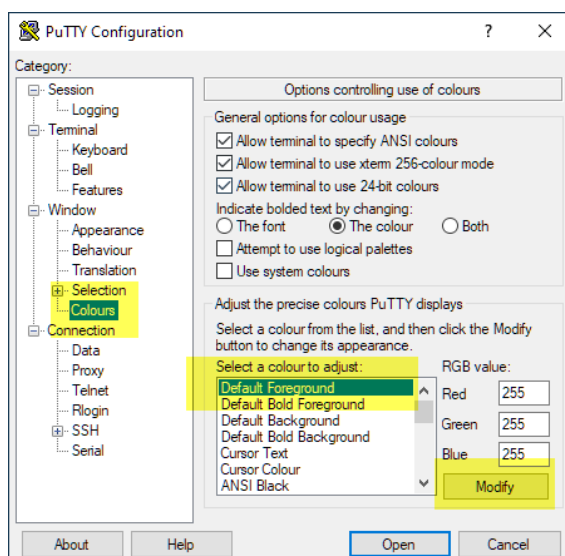 PuTTY Configuration
?
Category:
Session
Logging
Terminal
Keyboard
Bell
Features
Window
Appearance
Behaviour
Translation
Selection
Colours
Connection
Data
Proxy
Telnet
Rlogin
SSH
Serial
Options controlling use of colours
General options for colour usage
Allow terminal to specify ANSI colours
Allow terminal to use xterm 256-colour mode
Allow terminal to use 24-bit colours
Indicate bolded text by changing:
The font The colour Both
Attempt to use logical palettes
Use system colours
Adjust the precise colours PuTTY displays
Select a colour from the list, and then click the Modify
button to change its appearance.
Select a colour to adjust:
Default Foreground
Default Bold Foreground
Default Background
Default Bold Background
Cursor Text
Cursor Colour
ANSI Black
RGB value:
Red 255
Green 255
Blue 255
Modify
About Help Open Cancel